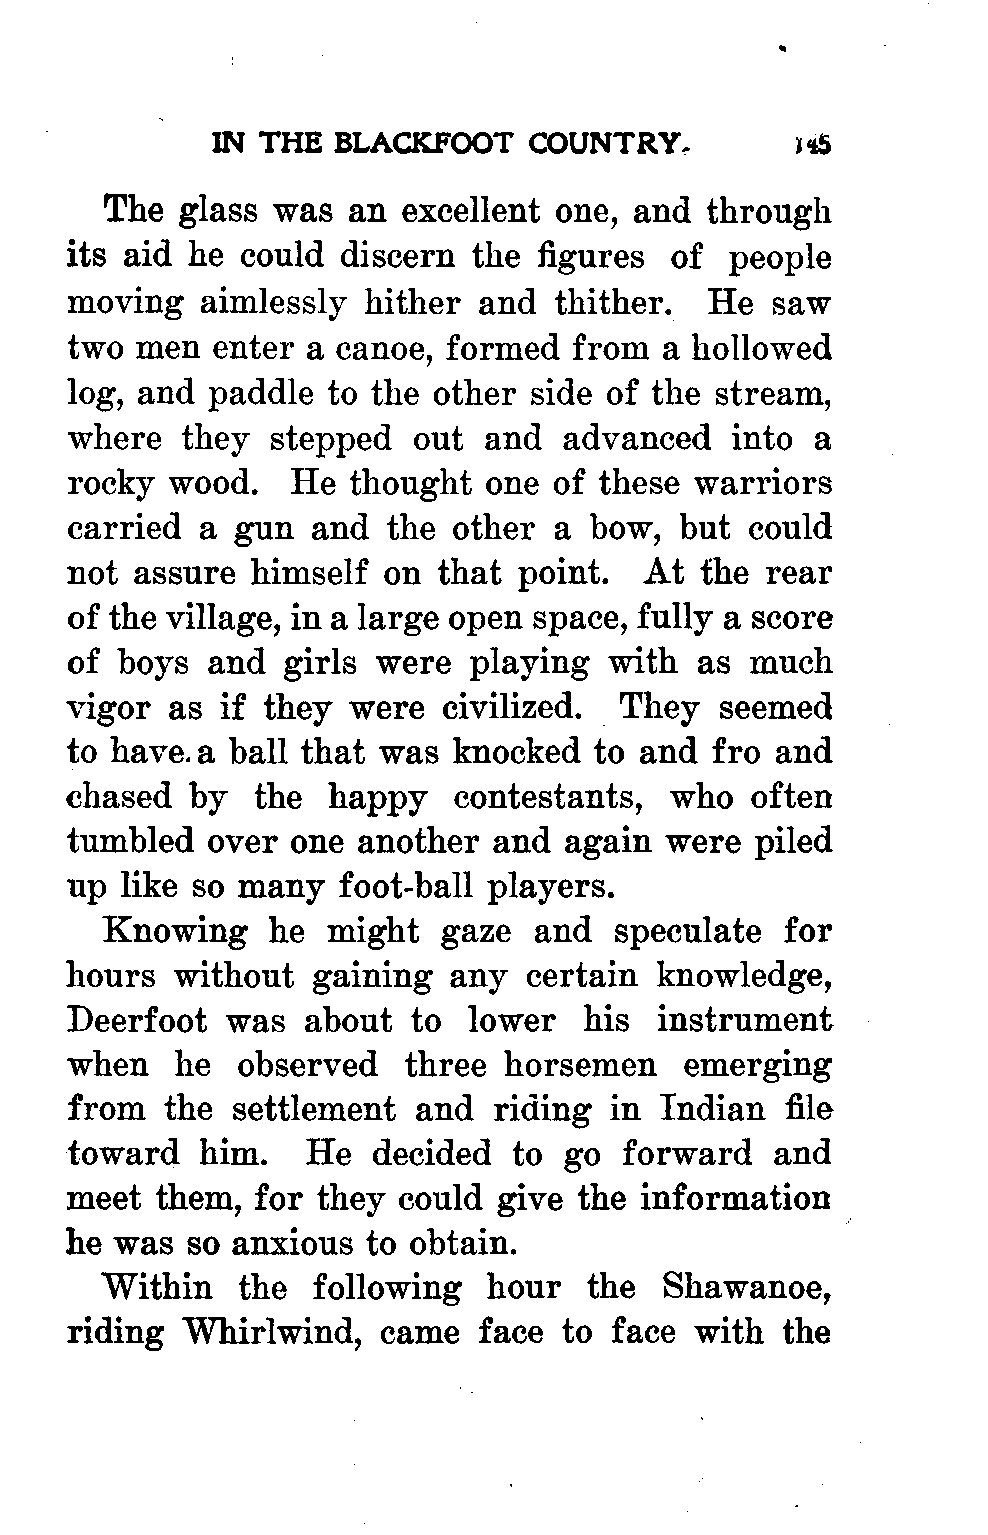 IN THE BLACKFOOT COUNTRY. 145
The glass was an excellent one, and through
its aid he could discern the figures of people
moving aimlessly hither and thither. He saw
two men enter a canoe, formed from a hollowed
log, and paddle to the other side of the stream,
where they stepped out and advanced into a
rocky wood. He thought one of these warriors
carried a gun and the other a bow, but could
not assure himself on that point. At the rear
of the village, in a large open space, fully a score
of boys and girls were playing with as much
vigor as if they were civilized. They seemed
to have a ball that was knocked to and fro and
chased by the happy contestants, who often
tumbled over one another and again were piled
up like so many foot-ball players.
Knowing he might gaze and speculate for
hours without gaining any certain knowledge,
Deerfoot was about to lower his instrument
when he observed three horsemen emerging
from the settlement and riding in Indian file
toward him. He decided to go forward and
meet them, for they could give the information
he was so anxious to obtain.
Within the following hour the Shawanoe,
riding Whirlwind, came face to face with the